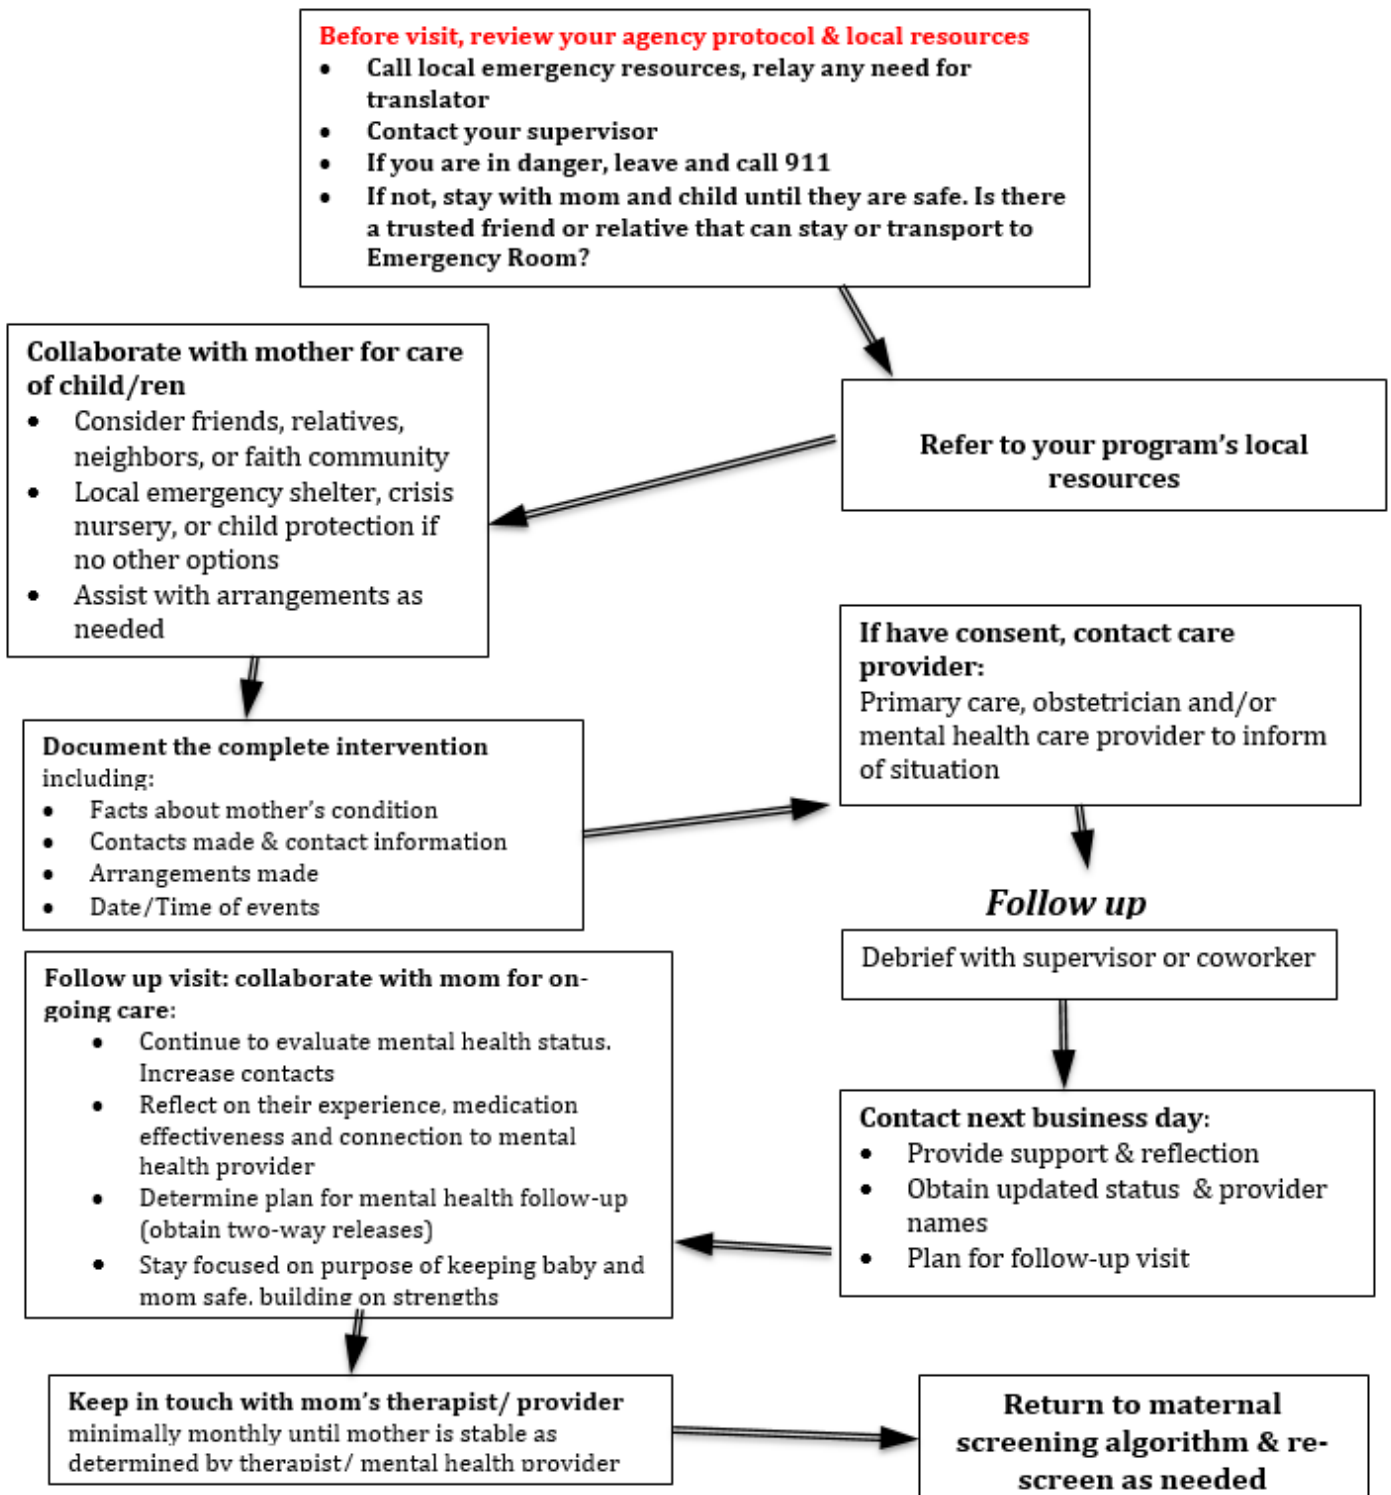 Before visit, review your agency protocol & local resources
• Call local emergency resources, relay any need for
translator
• Contact your supervisor
• If you are in danger, leave and call 911
• If not, stay with mom and child until they are safe. Is there
a trusted friend or relative that can stay or transport to
Emergency Room?
Refer to your program's local
resources
Collaborate with mother for care
of child/ren
• Consider friends, relatives,
neighbors, or faith community
• Local emergency shelter, crisis
nursery, or child protection if
no other options
• Assist with arrangements as
needed
Document the complete intervention
including:
• Facts about mother's condition
• Contacts made & contact information
• Arrangements made
• Date/Time of events
If have consent, contact care
provider:
Primary care, obstetrician and/or
mental health care provider to inform
of situation
Follow up
Debrief with supervisor or coworker
Contact next business day:
• Provide support & reflection
• Obtain updated status & provider
names
• Plan for follow-up visit
Follow up visit: collaborate with mom for on-
going care:
• Continue to evaluate mental health status.
Increase contacts
• Reflect on their experience, medication
effectiveness and connection to mental
health provider
• Determine plan for mental health follow-up
(obtain two-way releases)
• Stay focused on purpose of keeping baby and
mom safe, building on strengths
Keep in touch with mom's therapist/ provider
minimally monthly until mother is stable as
determined by therapist/ mental health provider
Return to maternal
screening algorithm & re-
screen as needed